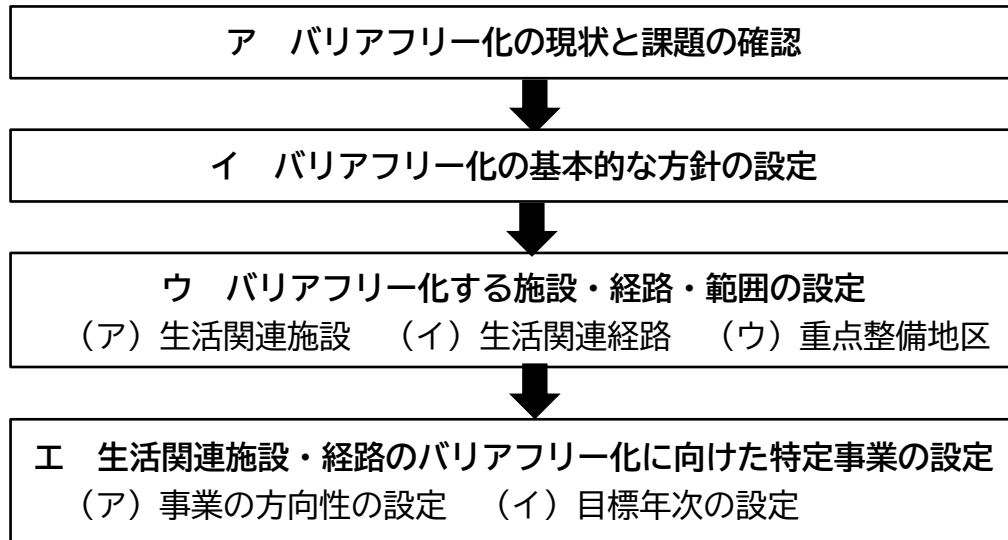 ア　バリアフリー化の現状と課題の確認
イ　バリアフリー化の基本的な方針の設定
ウ　バリアフリー化する施設・経路・範囲の設定
（ア）生活関連施設　（イ）生活関連経路　（ウ）重点整備地区
エ　生活関連施設・経路のバリアフリー化に向けた特定事業の設定
（ア）事業の方向性の設定　（イ）目標年次の設定